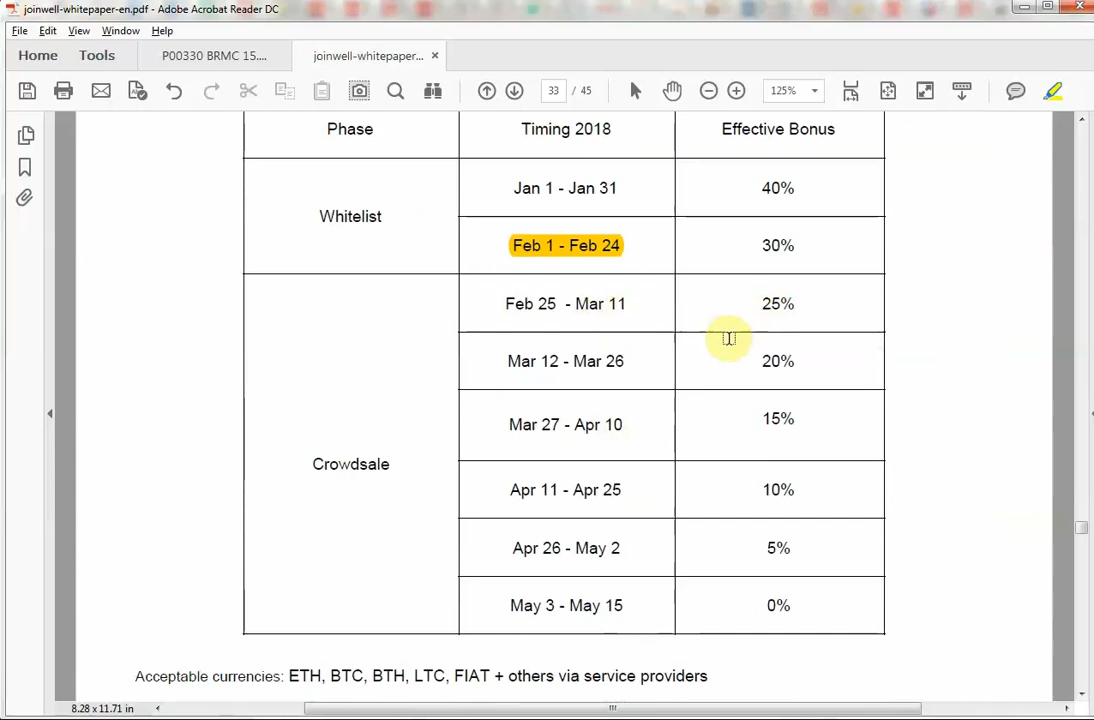 joinwell-whitepaper-en.pdf - Adobe Acrobat Reader DC
File Edit View Window Help
Home Tools P00330 BRMC 15.... joinwell-whitepaper... ×
33 / 45 125%
Phase Timing 2018 Effective Bonus
Whitelist
Jan 1 - Jan 31 40%
Feb 1 - Feb 24 30%
Crowdsale
Feb 25 - Mar 11 25%
Mar 12 - Mar 26 20%
Mar 27 - Apr 10 15%
Apr 11 - Apr 25 10%
Apr 26 - May 2 5%
May 3 - May 15 0%
Acceptable currencies: ETH, BTC, BTH, LTC, FIAT + others via service providers
8.28 x 11.71 in